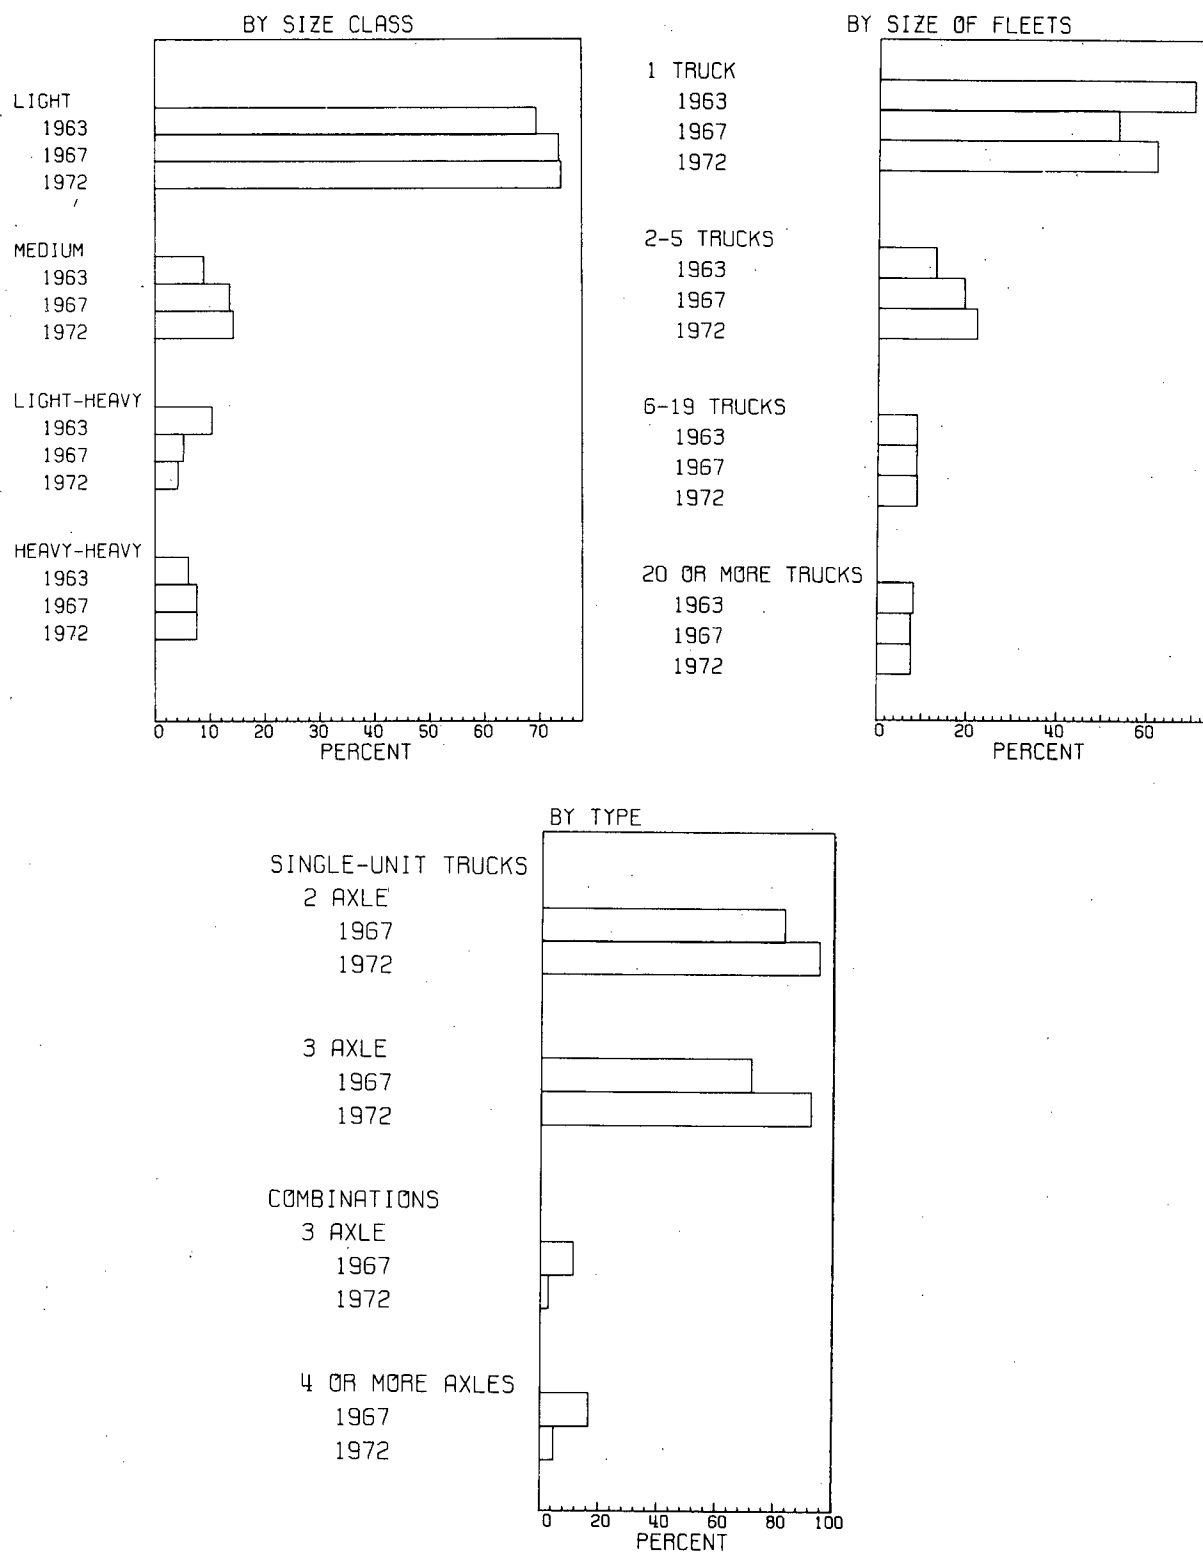 BY SIZE CLASS
LIGHT
1963
1967
1972
MEDIUM
1963
1967
1972
LIGHT-HEAVY
1963
1967
1972
HEAVY-HEAVY
1963
1967
1972
0 10 20 30 40 50 60 70
PERCENT
BY SIZE OF FLEETS
1 TRUCK
1963
1967
1972
2-5 TRUCKS
1963
1967
1972
6-19 TRUCKS
1963
1967
1972
20 OR MORE TRUCKS
1963
1967
1972
0 20 40 60
PERCENT
BY TYPE
SINGLE-UNIT TRUCKS
2 AXLE
1967
1972
3 AXLE
1967
1972
COMBINATIONS
3 AXLE
1967
1972
4 OR MORE AXLES
1967
1972
0 20 40 60 80 100
PERCENT